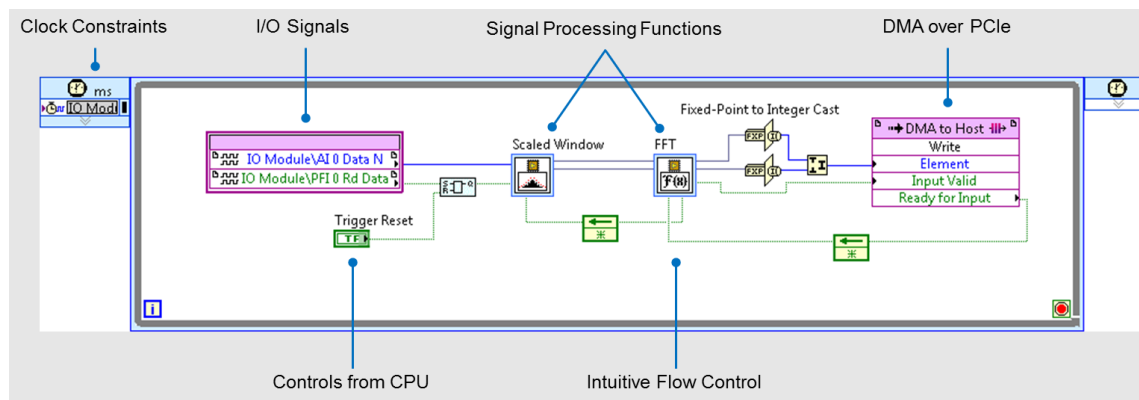 Clock Constraints
I/O Signals
Signal Processing Functions
DMA over PCIe
ms
IO Mod
Fixed-Point to Integer Cast
Scaled Window
FFT
IO Module\AI 0 Data N
IO Module\PFI 0 Rd Data
S
R
Q
FXP
I
FXP
I
DMA to Host
Write
Element
Input Valid
Ready for Input
Trigger Reset
TF
i
Controls from CPU
Intuitive Flow Control